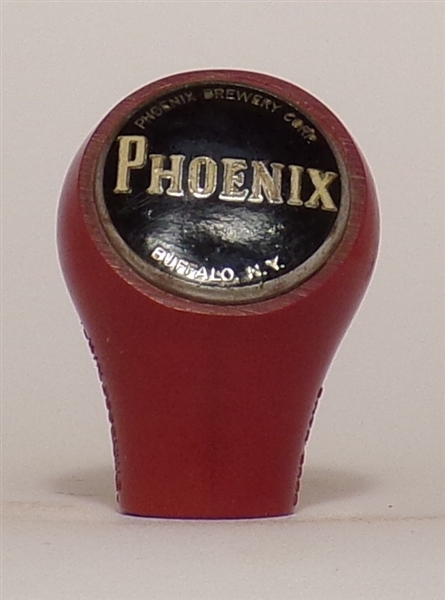 PHOENIX BREWERY CORP.
PHOENIX
BUFFALO, N.Y.